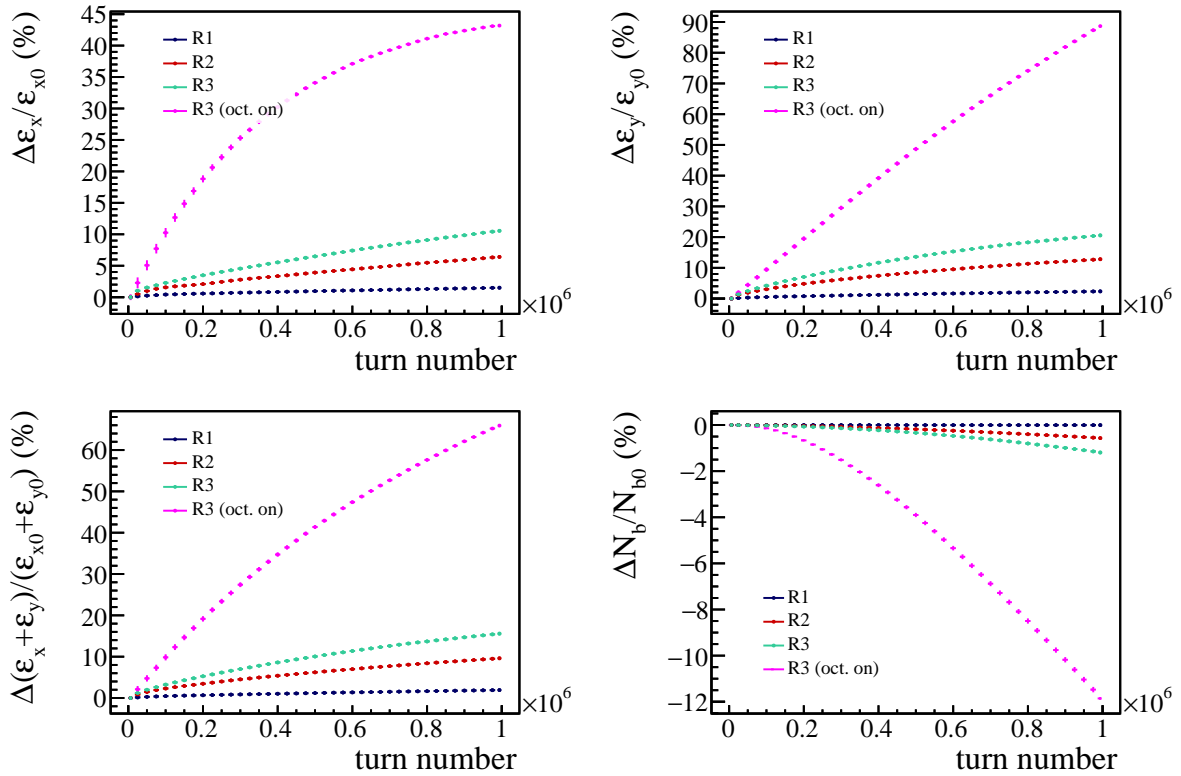 Δε_x/ε_x0 (%)
45
40
35
30
25
20
15
10
5
0
R1
R2
R3
R3 (oct. on)
0 0.2 0.4 0.6 0.8 1
×10^6
turn number
Δε_y/ε_y0 (%)
90
80
70
60
50
40
30
20
10
0
R1
R2
R3
R3 (oct. on)
0 0.2 0.4 0.6 0.8 1
×10^6
turn number
Δ(ε_x+ε_y)/(ε_x0+ε_y0) (%)
60
50
40
30
20
10
0
R1
R2
R3
R3 (oct. on)
0 0.2 0.4 0.6 0.8 1
×10^6
turn number
ΔN_b/N_b0 (%)
0
−2
−4
−6
−8
−10
−12
R1
R2
R3
R3 (oct. on)
0 0.2 0.4 0.6 0.8 1
×10^6
turn number